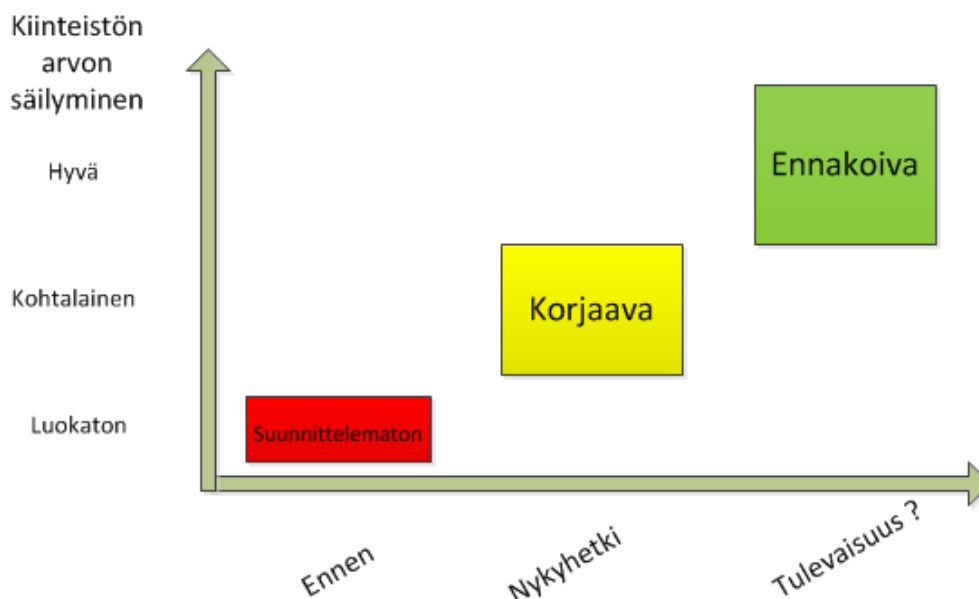 Kiinteistön
arvon
säilyminen
Hyvä
Ennakoiva
Kohtalainen
Korjaava
Luokaton
Suunnittelematon
Ennen
Nykyhetki
Tulevaisuus ?